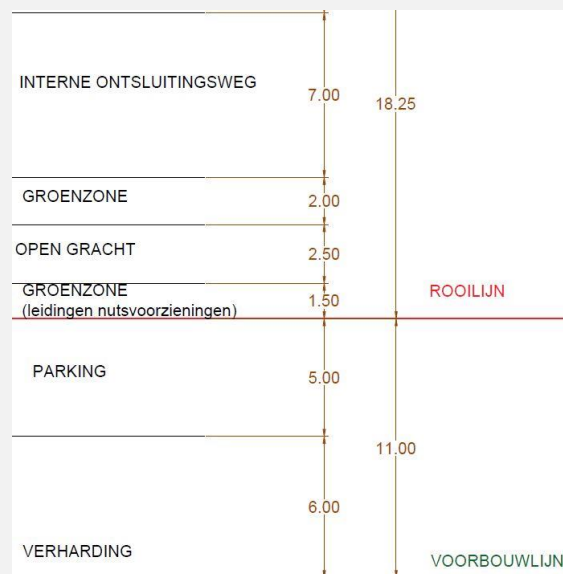 INTERNE ONTSLUITINGSWEG
7.00
18.25
GROENZONE
2.00
OPEN GRACHT
2.50
GROENZONE
(leidingen nutsvoorzieningen)
1.50
ROOILIJN
PARKING
5.00
11.00
6.00
VERHARDING
VOORBOUWLIJN